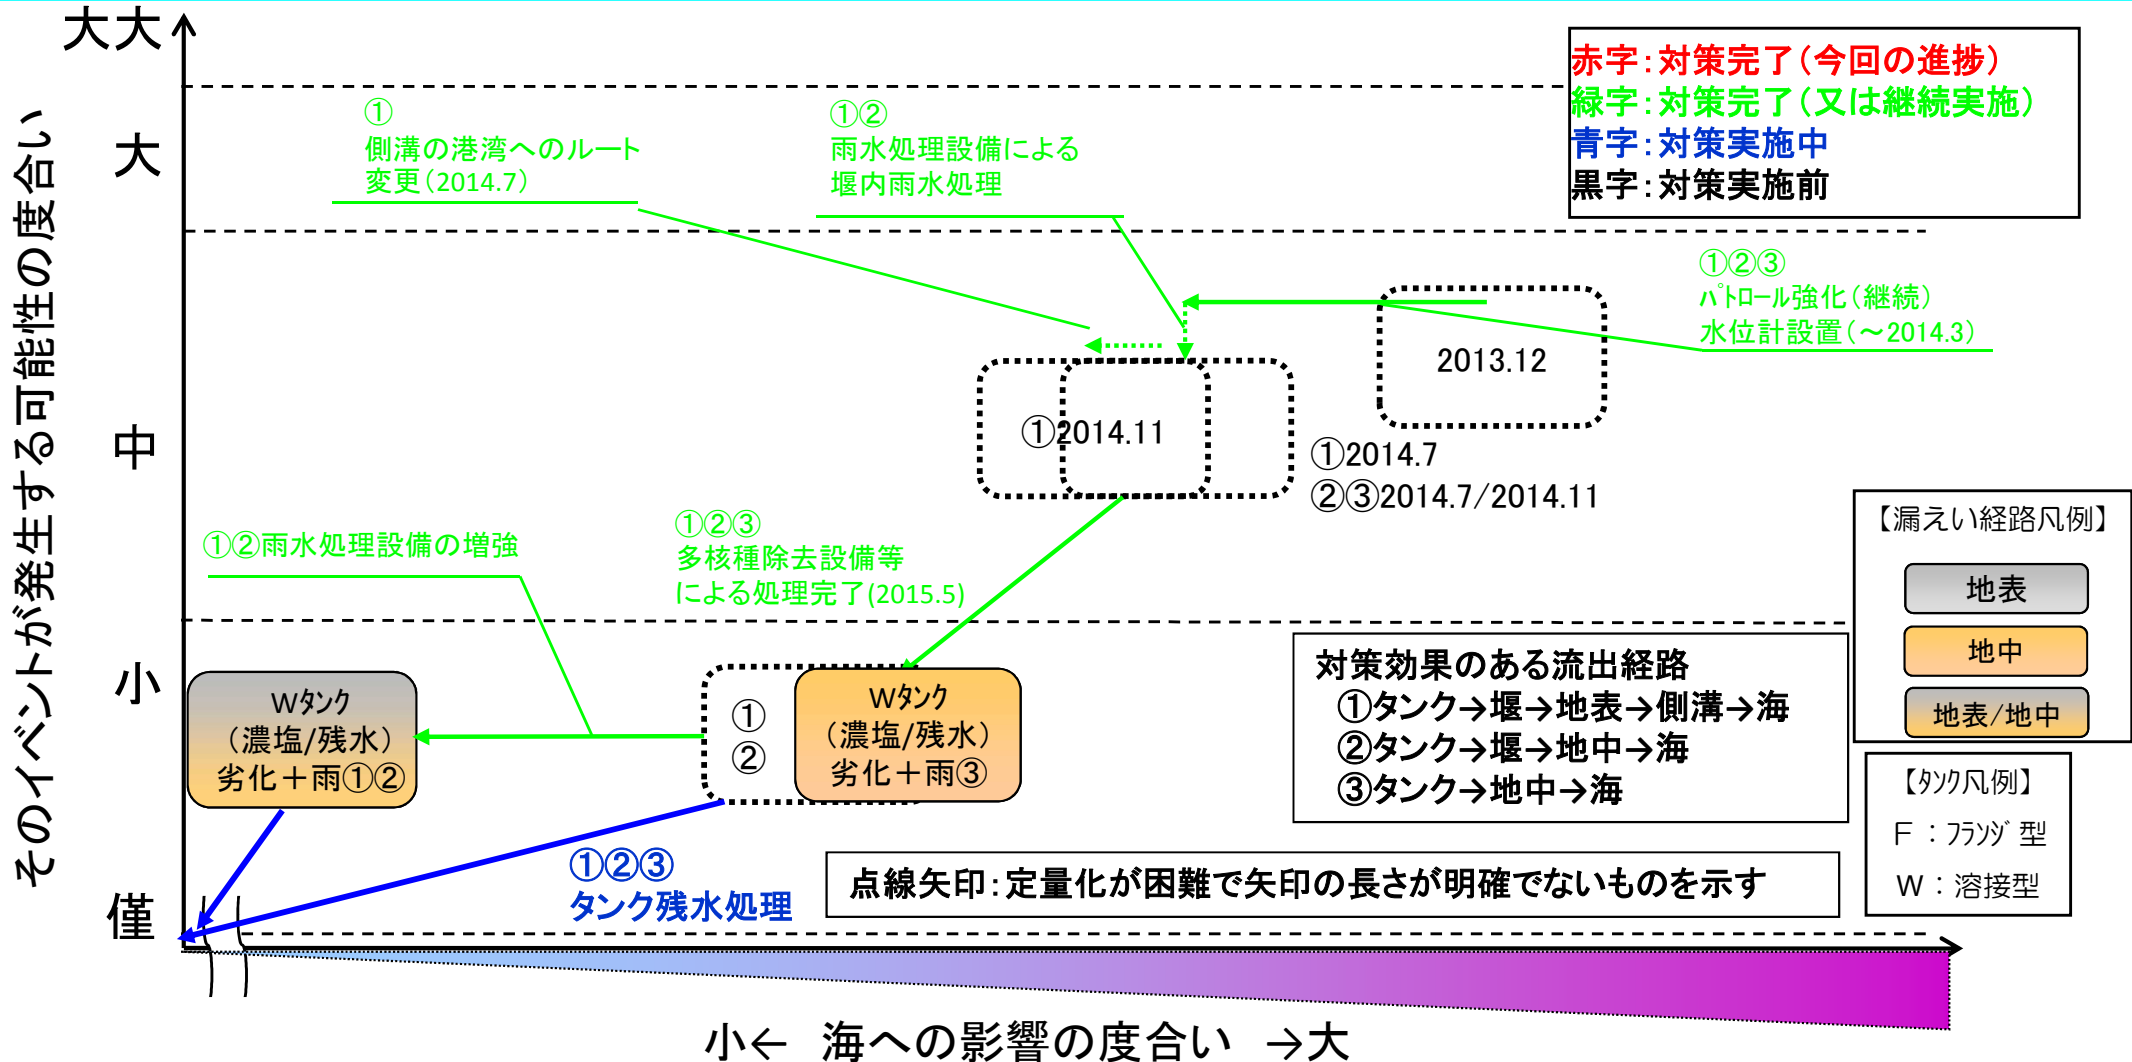 大大
大
中
小
僅
そのイベントが発生する可能性の度合い
赤字：対策完了（今回の進捗）
緑字：対策完了（又は継続実施）
青字：対策実施中
黒字：対策実施前
①
側溝の港湾へのルート
変更（2014.7）
①②
雨水処理設備による
堰内雨水処理
①②③
ﾊﾟﾄﾛｰﾙ強化（継続）
水位計設置（～2014.3）
2013.12
①2014.11
①2014.7
②③2014.7/2014.11
①②雨水処理設備の増強
①②③
多核種除去設備等
による処理完了(2015.5)
【漏えい経路凡例】
地表
地中
地表/地中
Wﾀﾝｸ
（濃塩/残水）
劣化＋雨①②
①
②
Wﾀﾝｸ
（濃塩/残水）
劣化＋雨③
対策効果のある流出経路
①タンク→堰→地表→側溝→海
②タンク→堰→地中→海
③タンク→地中→海
【ﾀﾝｸ凡例】
F：ﾌﾗﾝｼﾞ型
W：溶接型
①②③
タンク残水処理
点線矢印：定量化が困難で矢印の長さが明確でないものを示す
小← 海への影響の度合い →大